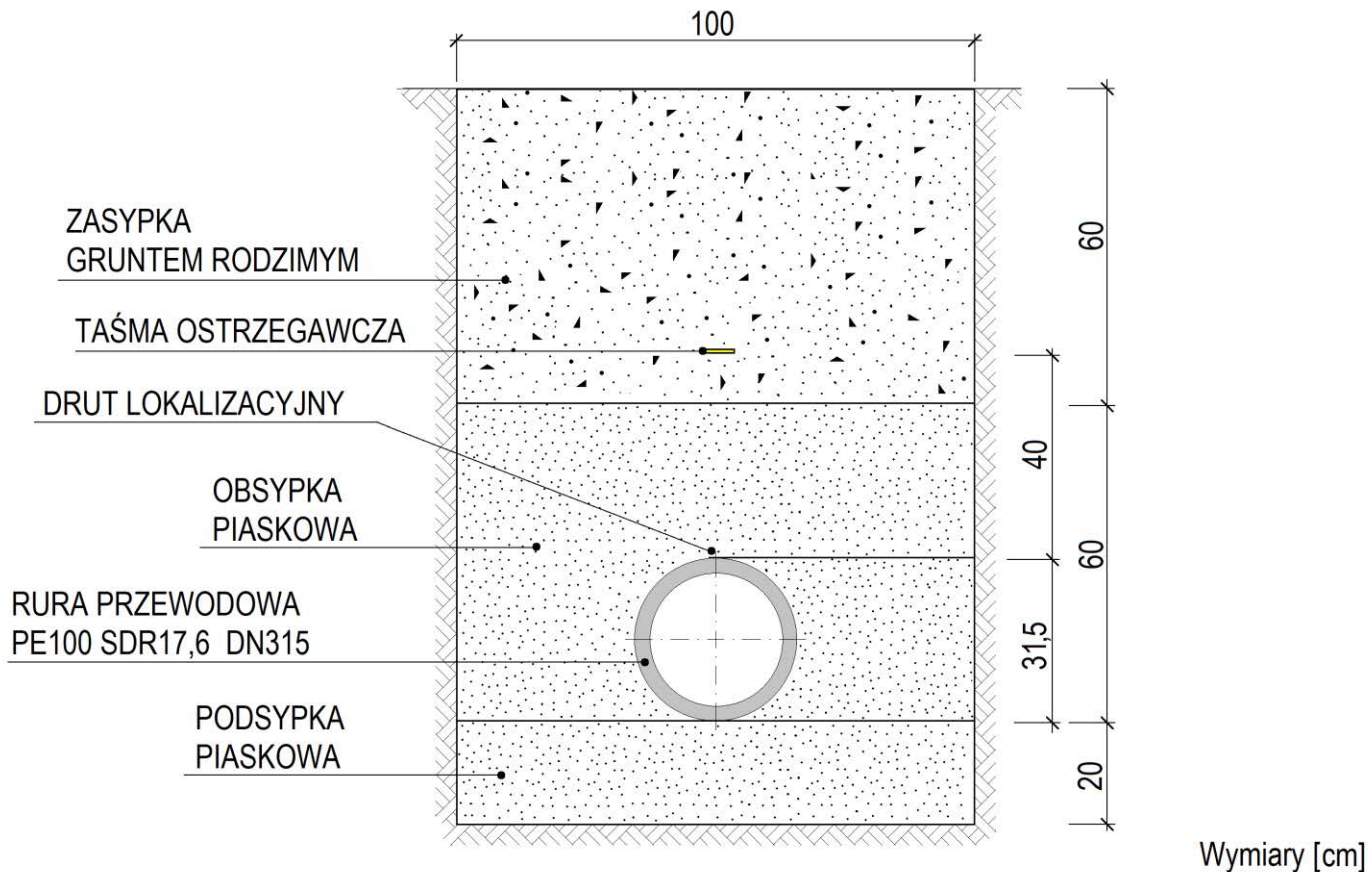 100
ZASYPKA
GRUNTEM RODZIMYM
60
TAŚMA OSTRZEGAWCZA
DRUT LOKALIZACYJNY
40
OBSYPKA
PIASKOWA
60
RURA PRZEWODOWA
PE100 SDR17,6 DN315
31,5
PODSYPKA
PIASKOWA
20
Wymiary [cm]